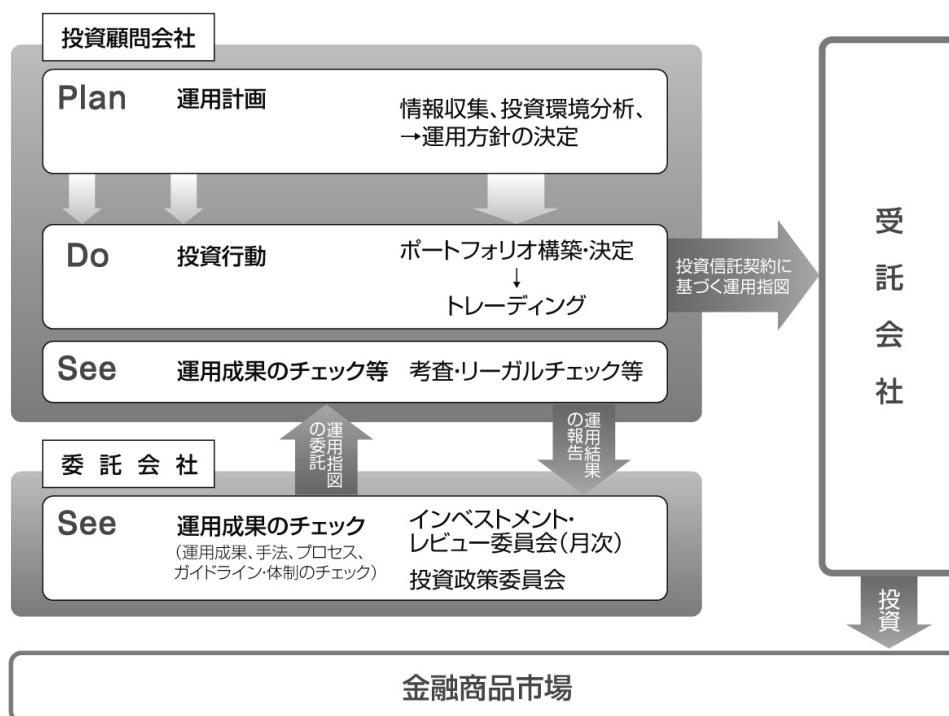 投資顧問会社
Plan 運用計画 情報収集、投資環境分析、
→運用方針の決定
Do 投資行動 ポートフォリオ構築・決定
↓
トレーディング
投資信託契約に
基づく運用指図
受託会社
See 運用成果のチェック等 考査・リーガルチェック等
運用指図
の委託
運用結果
の報告
委託会社
See 運用成果のチェック
(運用成果、手法、プロセス、
ガイドライン・体制のチェック)
インベストメント・
レビュー委員会(月次)
投資政策委員会
投資
金融商品市場